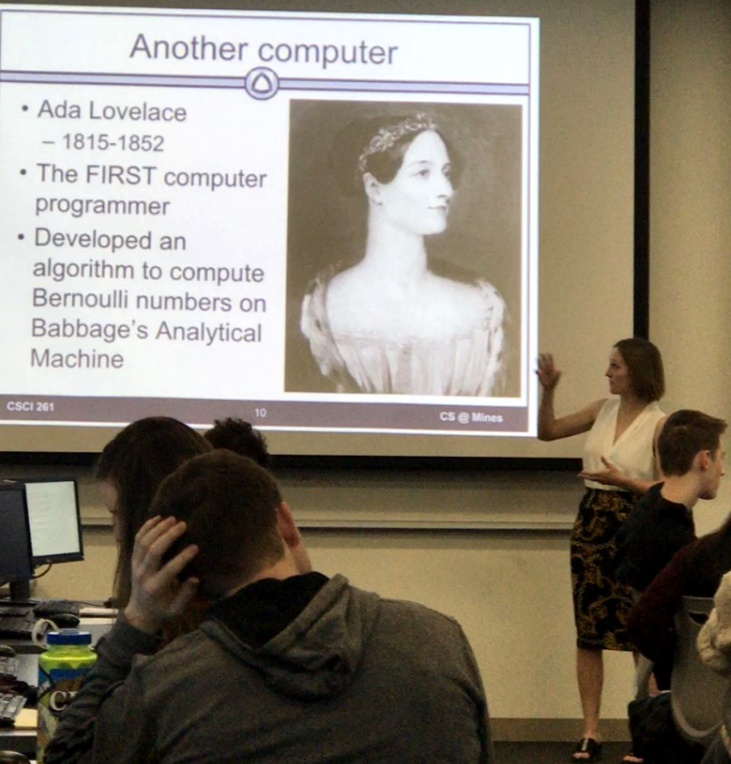 Another computer
• Ada Lovelace
– 1815-1852
• The FIRST computer
programmer
• Developed an
algorithm to compute
Bernoulli numbers on
Babbage's Analytical
Machine
CSCI 261
10
CS @ Mines